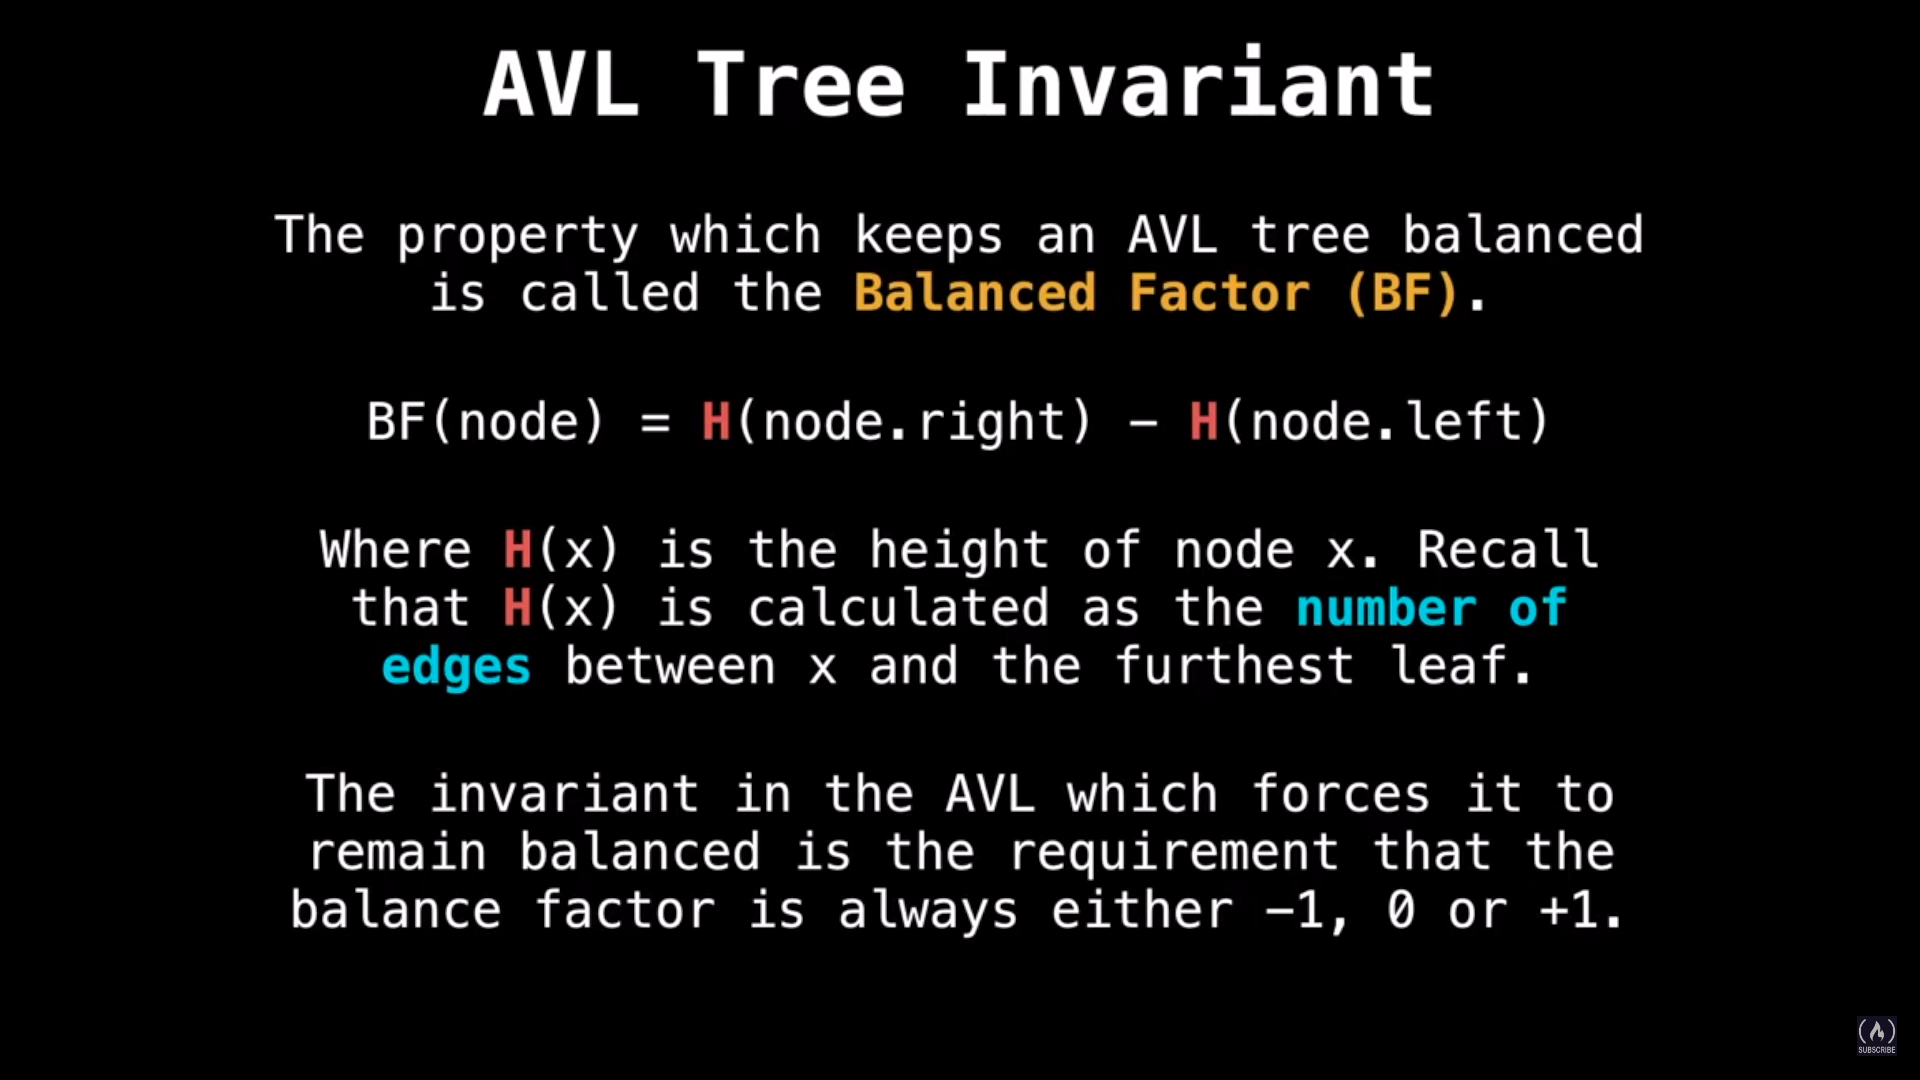 AVL Tree Invariant
The property which keeps an AVL tree balanced
is called the Balanced Factor (BF).
BF(node) = H(node.right) - H(node.left)
Where H(x) is the height of node x. Recall
that H(x) is calculated as the number of
edges between x and the furthest leaf.
The invariant in the AVL which forces it to
remain balanced is the requirement that the
balance factor is always either -1, 0 or +1.
SUBSCRIBE